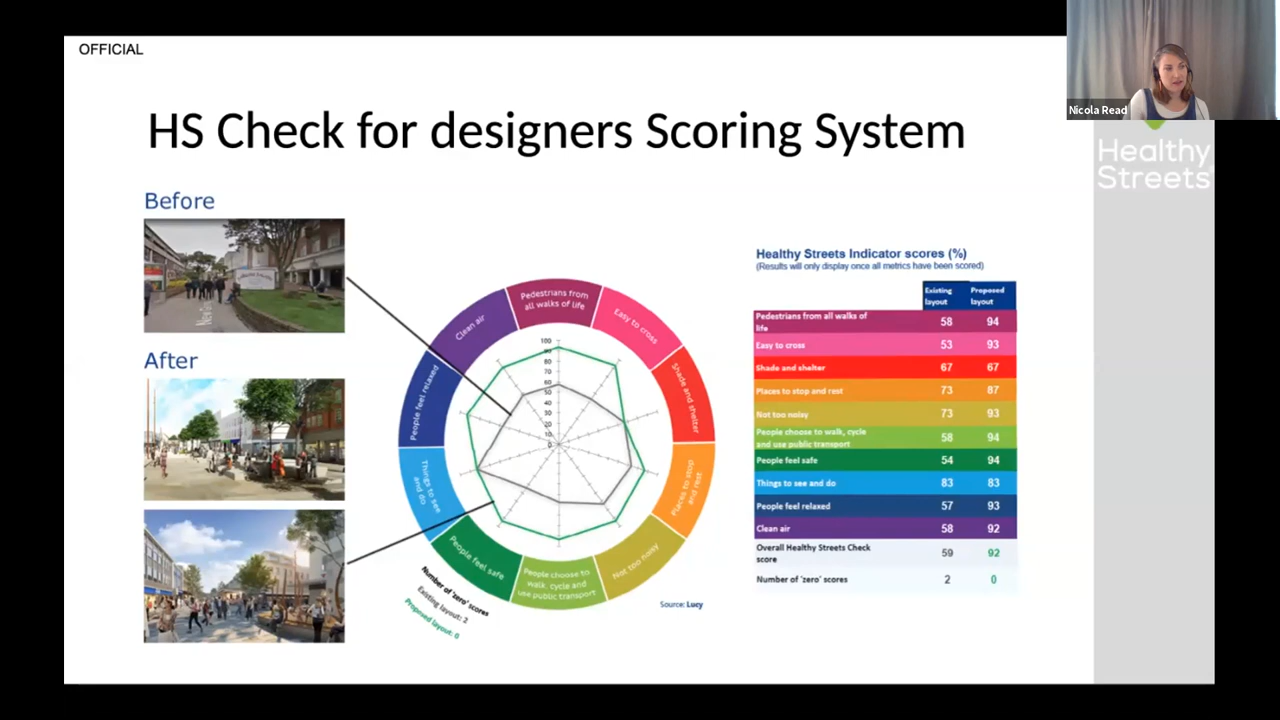 OFFICIAL
Nicola Read
Healthy
Streets
HS Check for designers Scoring System
Before
After
Pedestrians from
all walks of life
Easy to cross
Shade and shelter
Places to stop
and rest
Not too noisy
People choose to
walk, cycle and
use public transport
People feel safe
Things to see
and do
People feel relaxed
Clean air
100
90
80
70
60
50
40
30
20
10
0
Number of 'zero' scores
Existing layout: 2
Proposed layout: 0
Source: Lucy
Healthy Streets Indicator scores (%)
(Results will only display once all metrics have been scored)
Existing layout Proposed layout
Pedestrians from all walks of
life 58 94
Easy to cross 53 93
Shade and shelter 67 67
Places to stop and rest 73 87
Not too noisy 73 93
People choose to walk, cycle
and use public transport 58 94
People feel safe 54 94
Things to see and do 83 83
People feel relaxed 57 93
Clean air 58 92
Overall Healthy Streets Check
score 59 92
Number of 'zero' scores 2 0